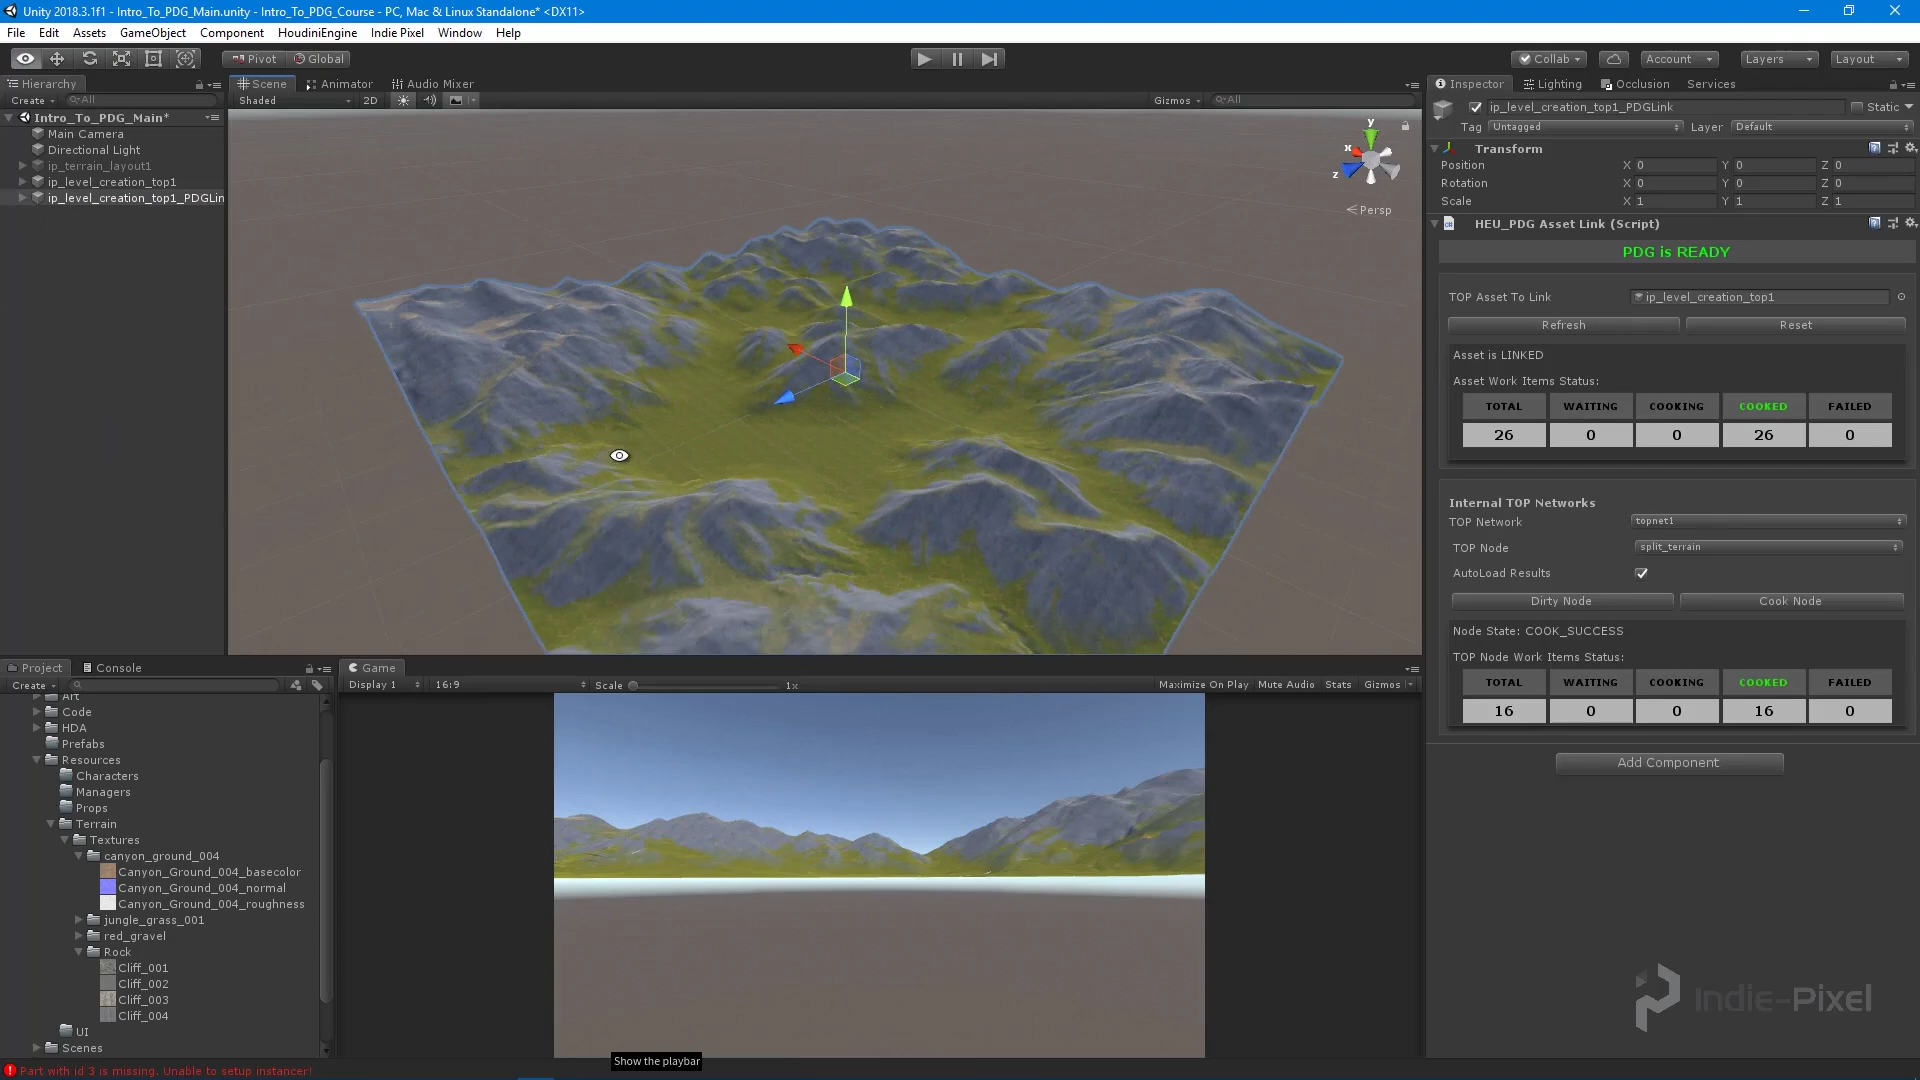 Unity 2018.3.1f1 - Intro_To_PDG_Main.unity - Intro_To_PDG_Course - PC, Mac & Linux Standalone* <DX11>
File Edit Assets GameObject Component HoudiniEngine Indie Pixel Window Help
Pivot Global Collab Account Layers Layout
Hierarchy
Create All
Intro_To_PDG_Main*
Main Camera
Directional Light
ip_terrain_layout1
ip_level_creation_top1
ip_level_creation_top1_PDGLin
Scene Animator Audio Mixer
Shaded 2D Gizmos All
y
x
z
Persp
Inspector Lighting Occlusion Services
ip_level_creation_top1_PDGLink Static
Tag Untagged Layer Default
Transform
Position X 0 Y 0 Z 0
Rotation X 0 Y 0 Z 0
Scale X 1 Y 1 Z 1
HEU_PDG Asset Link (Script)
PDG is READY
TOP Asset To Link ip_level_creation_top1
Refresh Reset
Asset is LINKED
Asset Work Items Status:
TOTAL WAITING COOKING COOKED FAILED
26 0 0 26 0
Internal TOP Networks
TOP Network topnet1
TOP Node split_terrain
AutoLoad Results
Dirty Node Cook Node
Node State: COOK_SUCCESS
TOP Node Work Items Status:
TOTAL WAITING COOKING COOKED FAILED
16 0 0 16 0
Add Component
Project Console
Create
Art
Code
HDA
Prefabs
Resources
Characters
Managers
Props
Terrain
Textures
canyon_ground_004
Canyon_Ground_004_basecolor
Canyon_Ground_004_normal
Canyon_Ground_004_roughness
jungle_grass_001
red_gravel
Rock
Cliff_001
Cliff_002
Cliff_003
Cliff_004
UI
Scenes
Game
Display 1 16:9 Scale 1x Maximize On Play Mute Audio Stats Gizmos
Show the playbar
Indie-Pixel
Part with id 3 is missing. Unable to setup instancer!